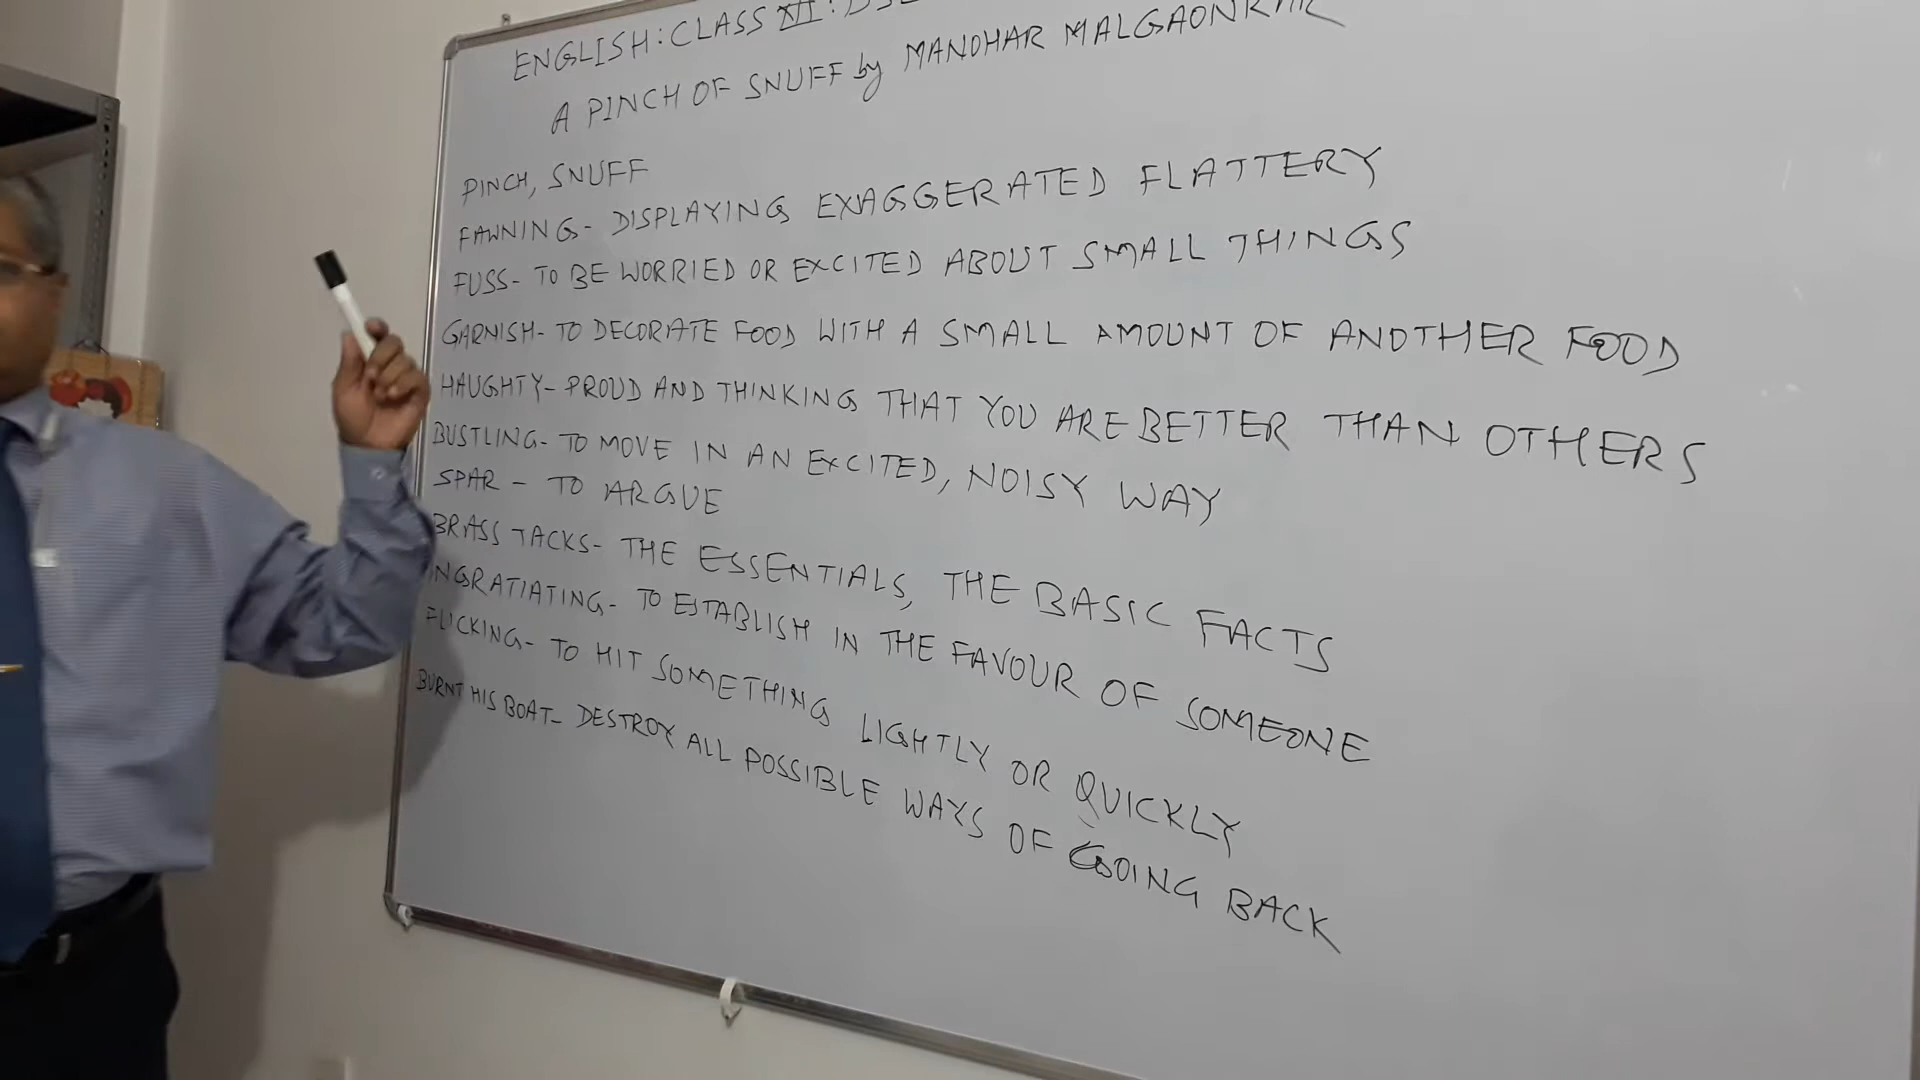 ENGLISH: CLASS XII:
A PINCH OF SNUFF by MANOHAR MALGAONKAR
PINCH, SNUFF
FAWNING- DISPLAYING EXAGGERATED FLATTERY
FUSS- TO BE WORRIED OR EXCITED ABOUT SMALL THINGS
GARNISH- TO DECORATE FOOD WITH A SMALL AMOUNT OF ANOTHER FOOD
HAUGHTY- PROUD AND THINKING THAT YOU ARE BETTER THAN OTHERS
BUSTLING- TO MOVE IN AN EXCITED, NOISY WAY
SPAR - TO ARGUE
BRASS TACKS- THE ESSENTIALS, THE BASIC FACTS
INGRATIATING- TO ESTABLISH IN THE FAVOUR OF SOMEONE
FLICKING- TO HIT SOMETHING LIGHTLY OR QUICKLY
BURNT HIS BOAT- DESTROY ALL POSSIBLE WAYS OF GOING BACK